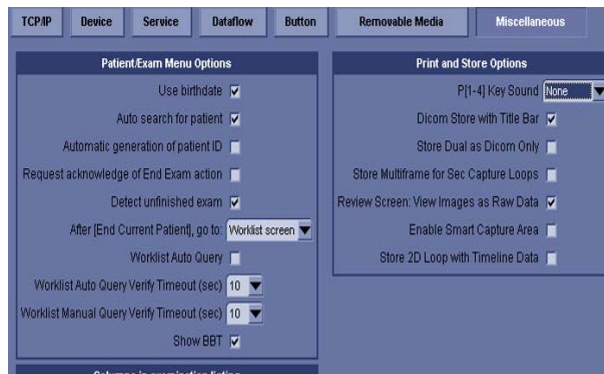 TCP/IP Device Service Dataflow Button Removable Media Miscellaneous
Patient/Exam Menu Options
Use birthdate
Auto search for patient
Automatic generation of patient ID
Request acknowledge of End Exam action
Detect unfinished exam
After [End Current Patient], go to: Worklist screen
Worklist Auto Query
Worklist Auto Query Verify Timeout (sec) 10
Worklist Manual Query Verify Timeout (sec) 10
Show BBT
Columns in examination listing
Print and Store Options
P[1-4] Key Sound None
Dicom Store with Title Bar
Store Dual as Dicom Only
Store Multiframe for Sec Capture Loops
Review Screen: View Images as Raw Data
Enable Smart Capture Area
Store 2D Loop with Timeline Data